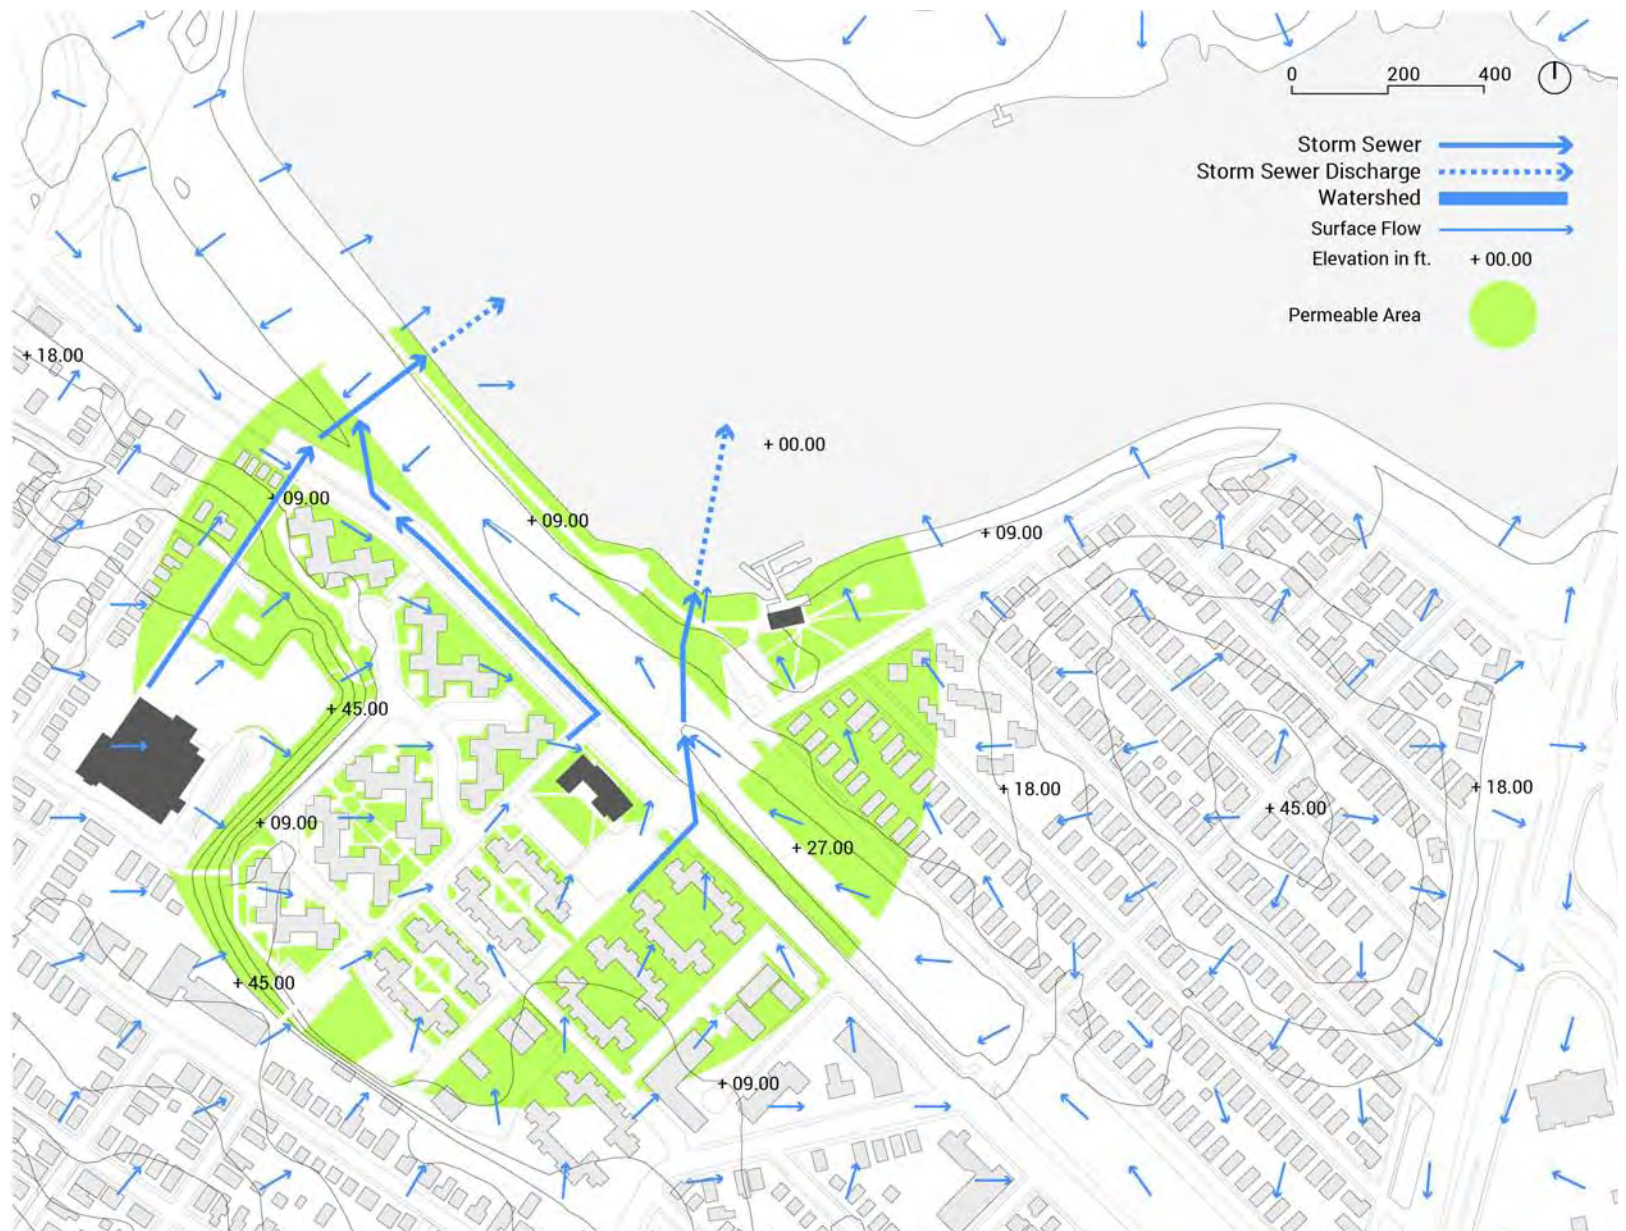 0 200 400
Storm Sewer
Storm Sewer Discharge
Watershed
Surface Flow
Elevation in ft. + 00.00
Permeable Area
+ 18.00
+ 00.00
+ 09.00
+ 09.00
+ 09.00
+ 45.00
+ 18.00
+ 18.00
+ 45.00
+ 09.00
+ 27.00
+ 45.00
+ 09.00